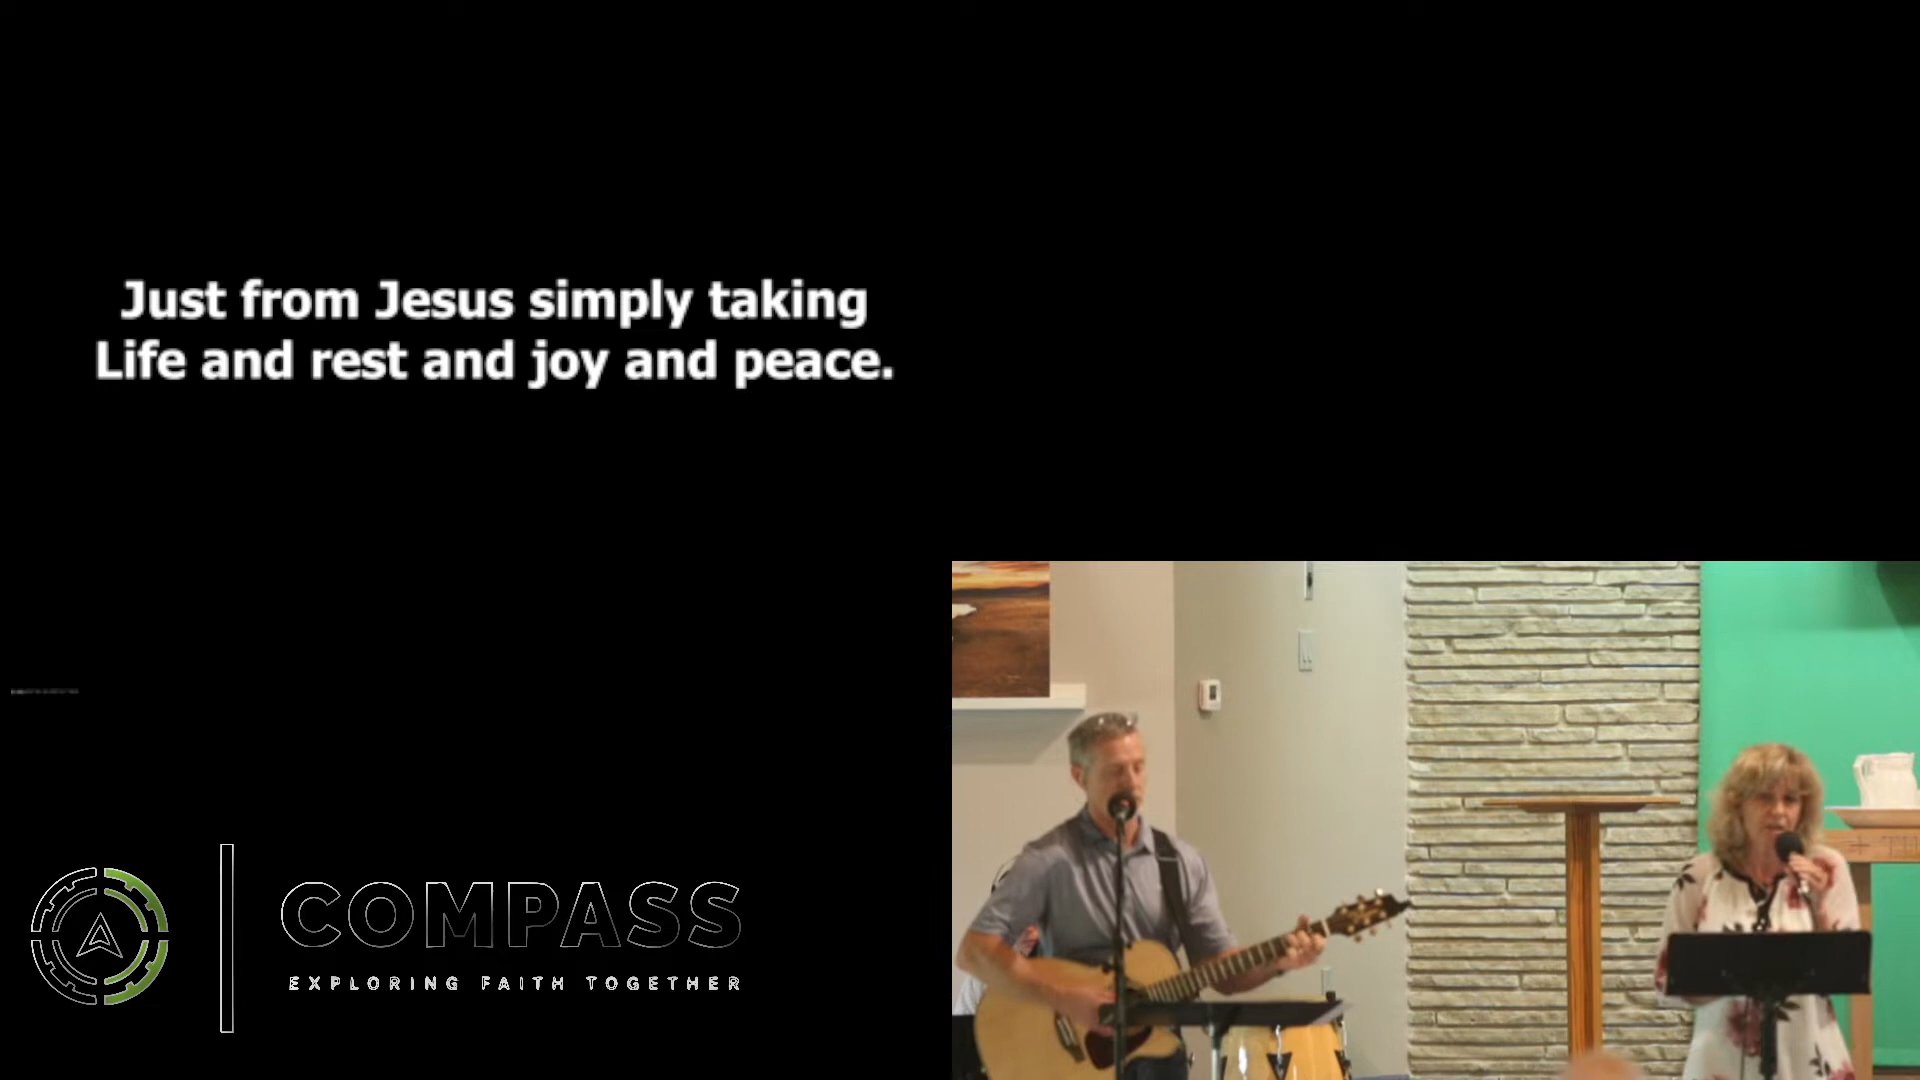 Just from Jesus simply taking
Life and rest and joy and peace.
COMPASS
EXPLORING FAITH TOGETHER